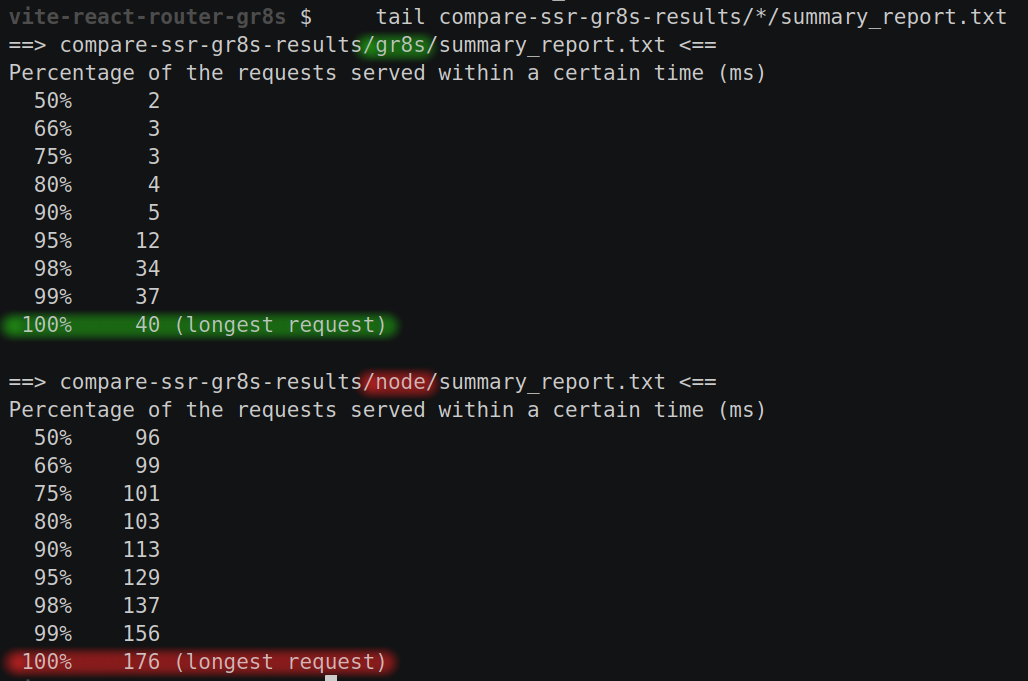 vite-react-router-gr8s $     tail compare-ssr-gr8s-results/*/summary_report.txt
==> compare-ssr-gr8s-results/gr8s/summary_report.txt <==
Percentage of the requests served within a certain time (ms)
  50%      2
  66%      3
  75%      3
  80%      4
  90%      5
  95%     12
  98%     34
  99%     37
 100%     40 (longest request)

==> compare-ssr-gr8s-results/node/summary_report.txt <==
Percentage of the requests served within a certain time (ms)
  50%     96
  66%     99
  75%    101
  80%    103
  90%    113
  95%    129
  98%    137
  99%    156
 100%    176 (longest request)